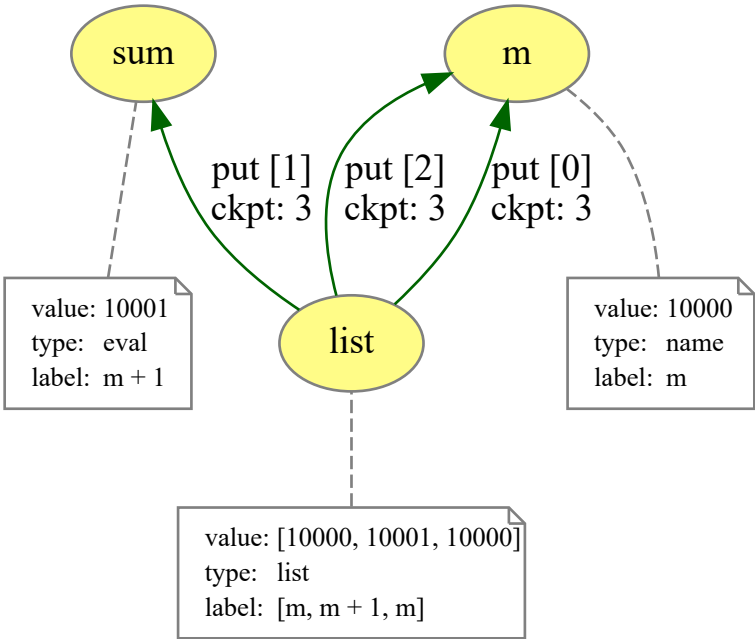 sum
m
put [1]
ckpt: 3
put [2]
ckpt: 3
put [0]
ckpt: 3
value: 10001
type: eval
label: m + 1
list
value: 10000
type: name
label: m
value: [10000, 10001, 10000]
type: list
label: [m, m + 1, m]